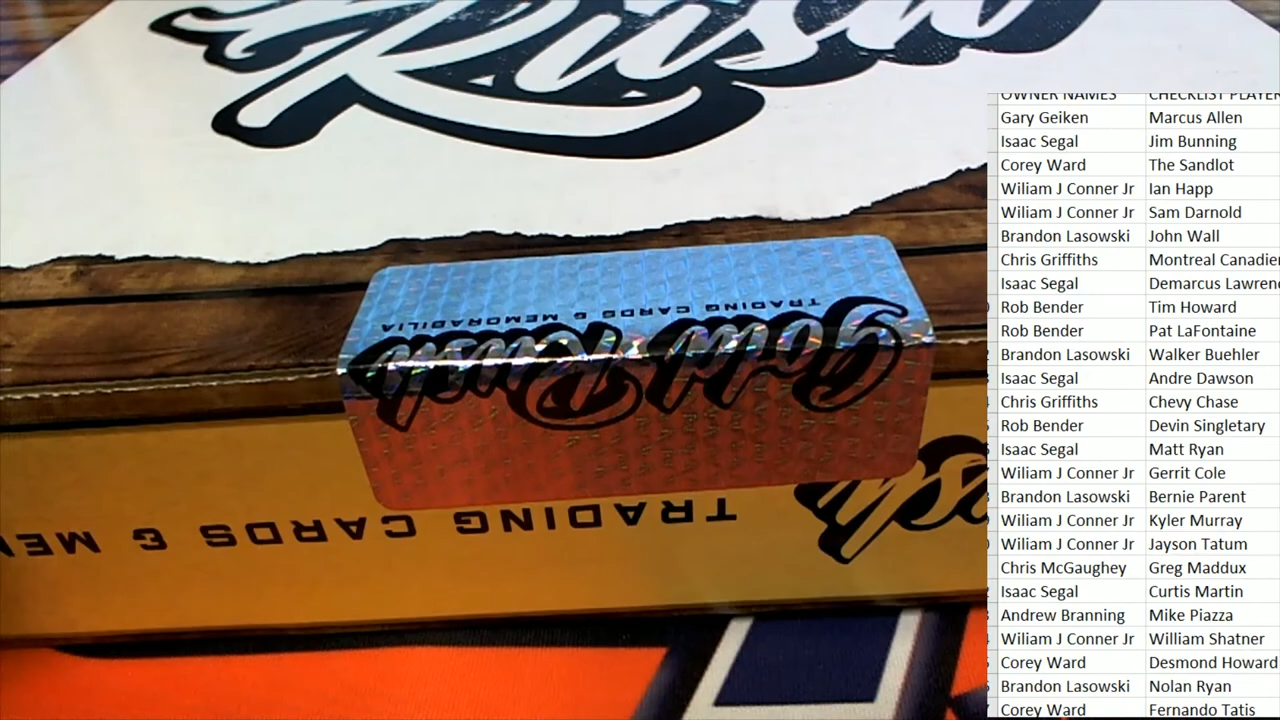 Rush
OWNER NAMES CHECKLIST PLAYER
Gary Geiken Marcus Allen
Isaac Segal Jim Bunning
Corey Ward The Sandlot
Wiliam J Conner Jr Ian Happ
Wiliam J Conner Jr Sam Darnold
Brandon Lasowski John Wall
Chris Griffiths Montreal Canadien
Isaac Segal Demarcus Lawrenc
Rob Bender Tim Howard
Rob Bender Pat LaFontaine
Brandon Lasowski Walker Buehler
Isaac Segal Andre Dawson
Chris Griffiths Chevy Chase
Rob Bender Devin Singletary
Isaac Segal Matt Ryan
Wiliam J Conner Jr Gerrit Cole
Brandon Lasowski Bernie Parent
Wiliam J Conner Jr Kyler Murray
Wiliam J Conner Jr Jayson Tatum
Chris McGaughey Greg Maddux
Isaac Segal Curtis Martin
Andrew Branning Mike Piazza
Wiliam J Conner Jr William Shatner
Corey Ward Desmond Howard
Brandon Lasowski Nolan Ryan
Corey Ward Fernando Tatis
Gold Rush
TRADING CARDS & MEMORABILIA
TRADING CARDS & MEM